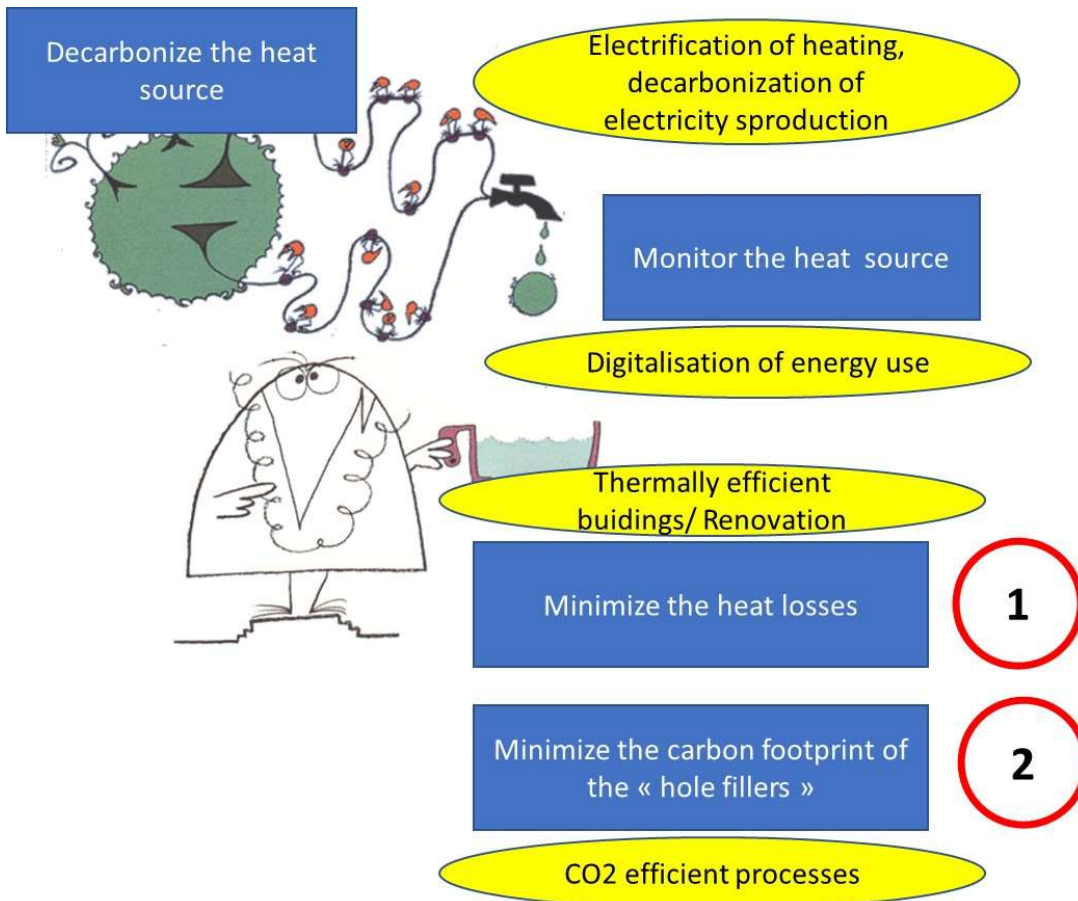 Decarbonize the heat
source
Electrification of heating,
decarbonization of
electricity sproduction
Monitor the heat source
Digitalisation of energy use
Thermally efficient
buidings/ Renovation
Minimize the heat losses
1
Minimize the carbon footprint of
the « hole fillers »
2
CO2 efficient processes